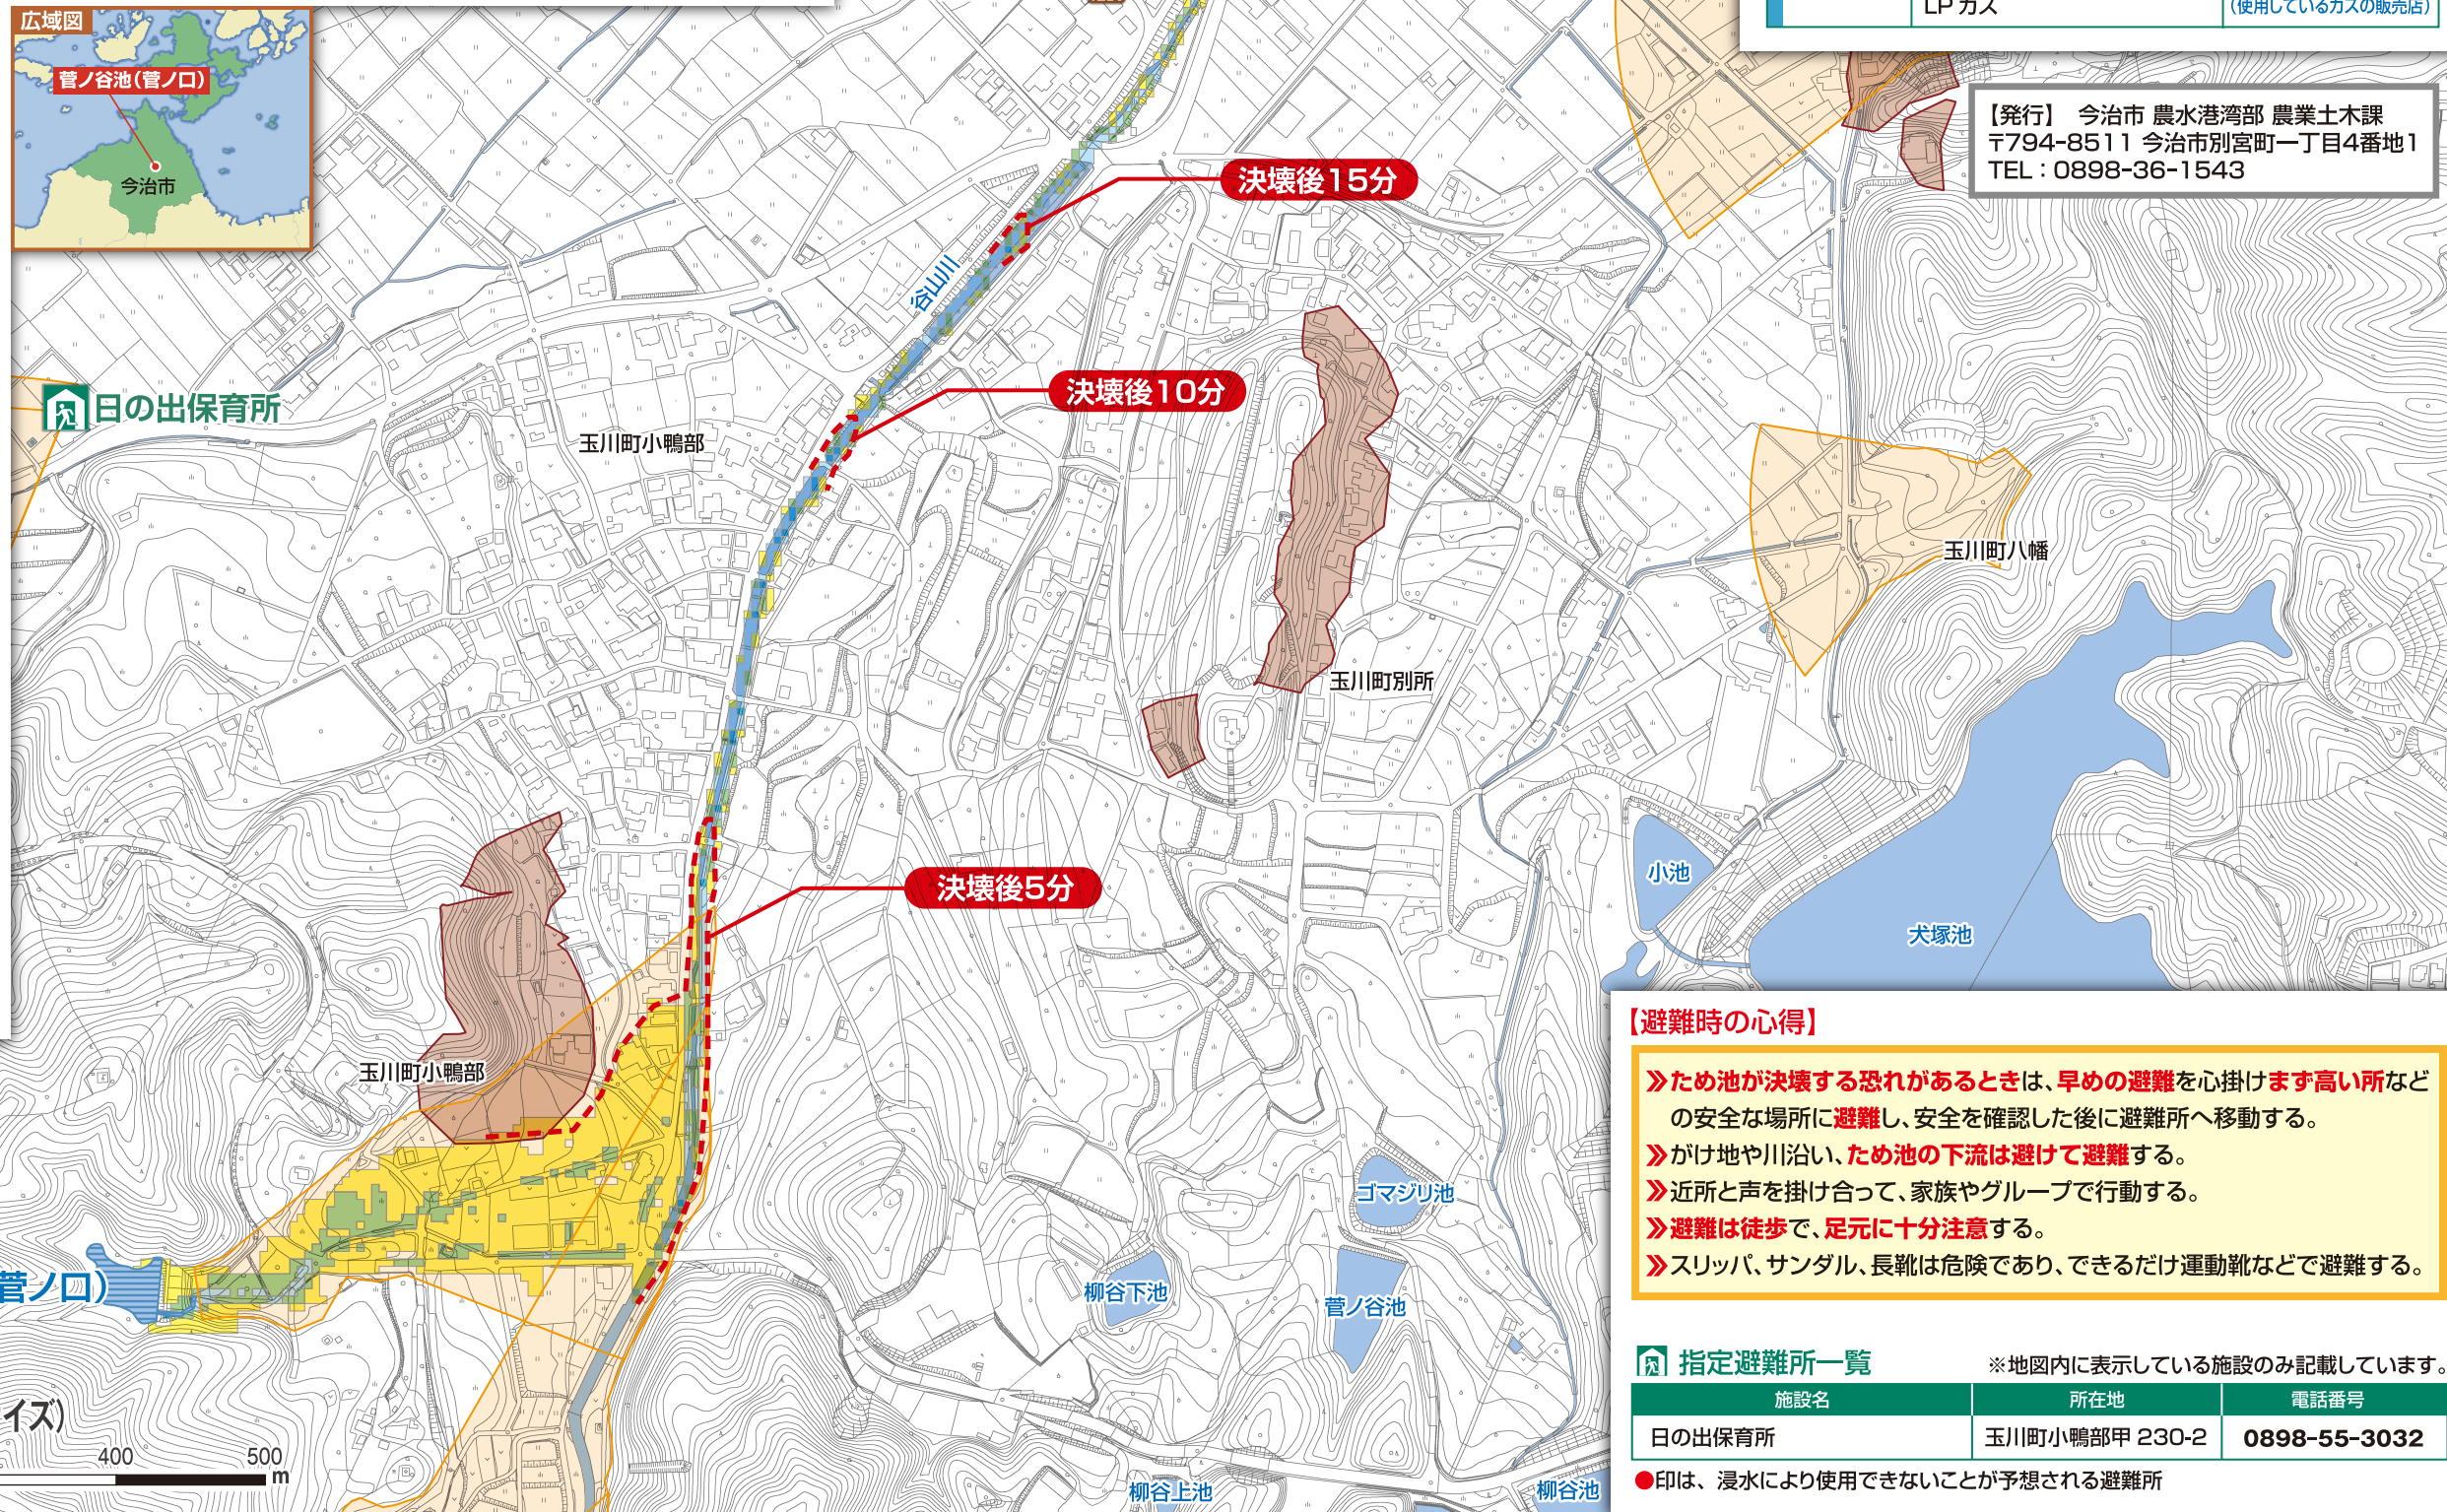 広域図
菅ノ谷池(菅ノ口)
今治市
LPガス
(使用しているガスの販売店)
【発行】 今治市 農水港湾部 農業土木課
〒794-8511 今治市別宮町一丁目4番地1
TEL：0898-36-1543
決壊後15分
谷山川
決壊後10分
日の出保育所
玉川町小鴨部
玉川町八幡
玉川町別所
小池
決壊後5分
犬塚池
玉川町小鴨部
ゴマジリ池
菅ノ口)
柳谷下池
菅ノ谷池
イズ)
400
500
m
柳谷上池
柳谷池
【避難時の心得】
≫ため池が決壊する恐れがあるときは、早めの避難を心掛けまず高い所など
の安全な場所に避難し、安全を確認した後に避難所へ移動する。
≫がけ地や川沿い、ため池の下流は避けて避難する。
≫近所と声を掛け合って、家族やグループで行動する。
≫避難は徒歩で、足元に十分注意する。
≫スリッパ、サンダル、長靴は危険であり、できるだけ運動靴などで避難する。
指定避難所一覧 ※地図内に表示している施設のみ記載しています。
施設名 所在地 電話番号
日の出保育所 玉川町小鴨部甲 230-2 0898-55-3032
●印は、浸水により使用できないことが予想される避難所